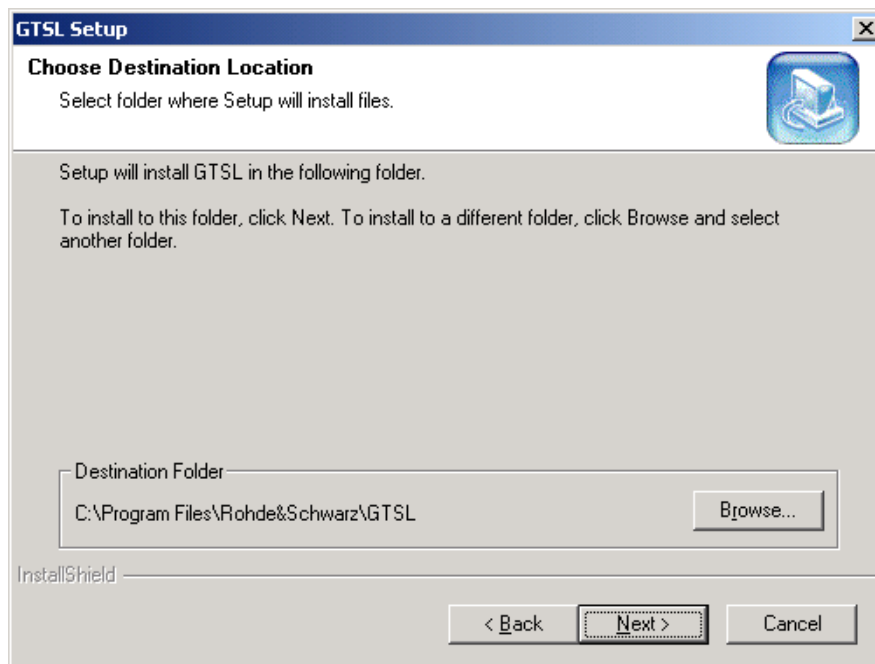 GTSL Setup
Choose Destination Location
Select folder where Setup will install files.
Setup will install GTSL in the following folder.
To install to this folder, click Next. To install to a different folder, click Browse and select
another folder.
Destination Folder
C:\Program Files\Rohde&Schwarz\GTSL
Browse...
InstallShield
< Back
Next >
Cancel